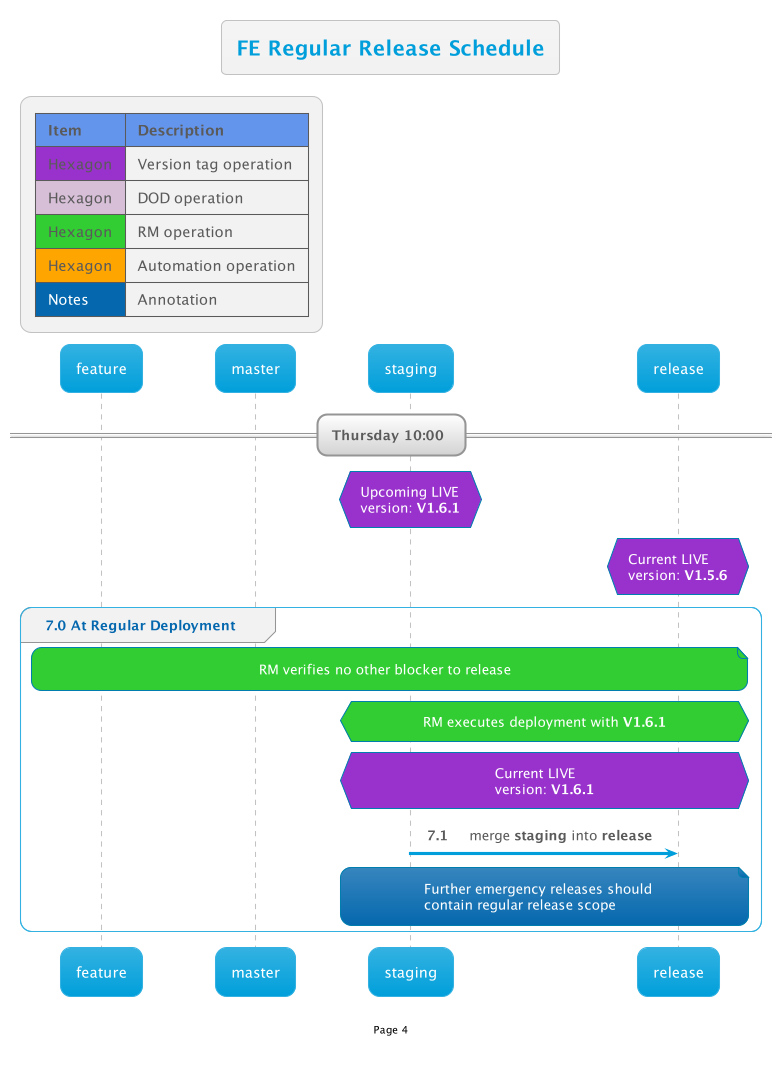 FE Regular Release Schedule
Item Description
Hexagon Version tag operation
Hexagon DOD operation
Hexagon RM operation
Hexagon Automation operation
Notes Annotation
feature master staging release
Thursday 10:00
Upcoming LIVE
version: V1.6.1
Current LIVE
version: V1.5.6
7.0 At Regular Deployment
RM verifies no other blocker to release
RM executes deployment with V1.6.1
Current LIVE
version: V1.6.1
7.1 merge staging into release
Further emergency releases should
contain regular release scope
feature master staging release
Page 4